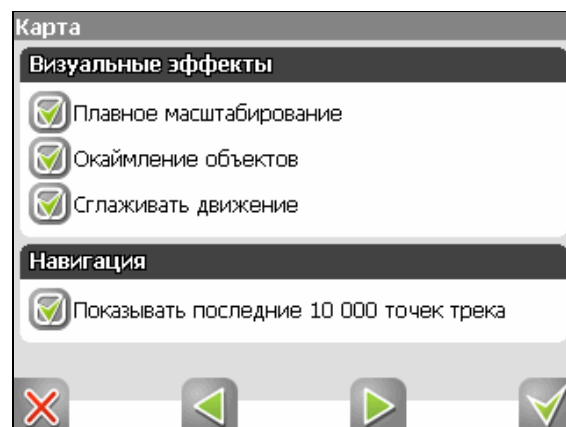 Карта
Визуальные эффекты
Плавное масштабирование
Окаймление объектов
Сглаживать движение
Навигация
Показывать последние 10 000 точек трека